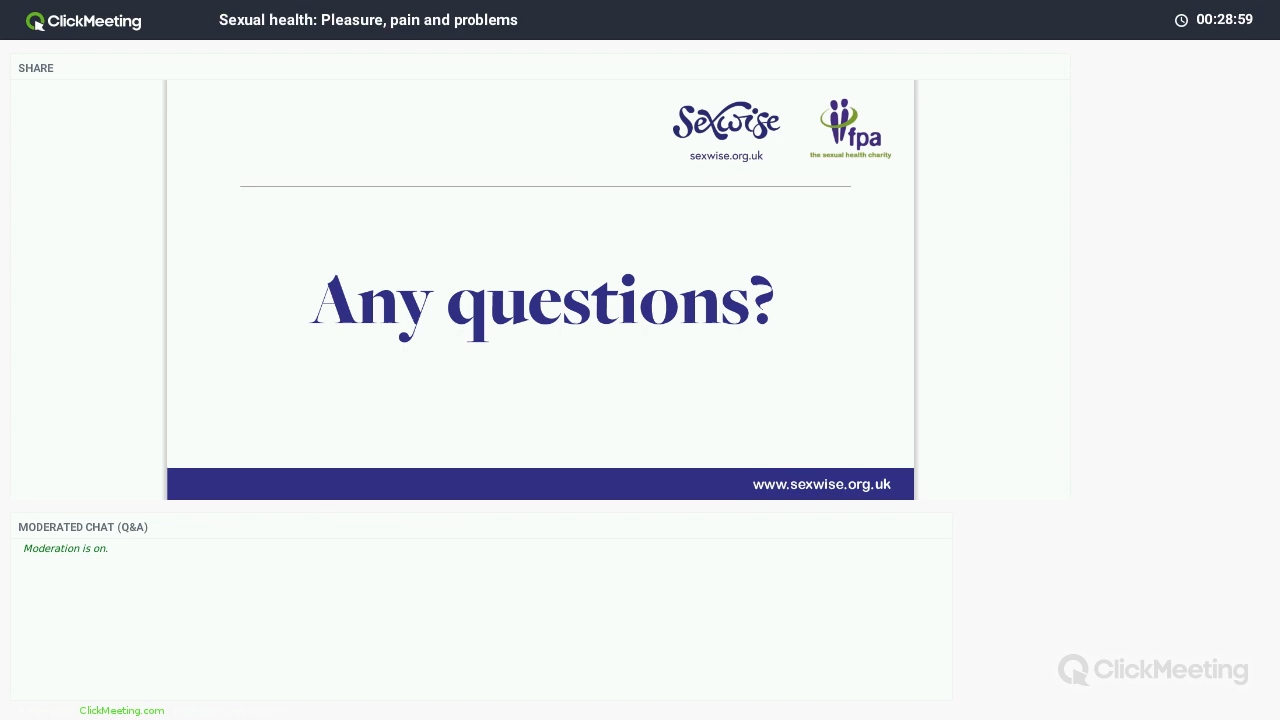 ClickMeeting
Sexual health: Pleasure, pain and problems
00:28:59
SHARE
Sexwise
sexwise.org.uk
fpa
the sexual health charity
Any questions?
www.sexwise.org.uk
MODERATED CHAT (Q&A)
Moderation is on.
ClickMeeting
ClickMeeting.com